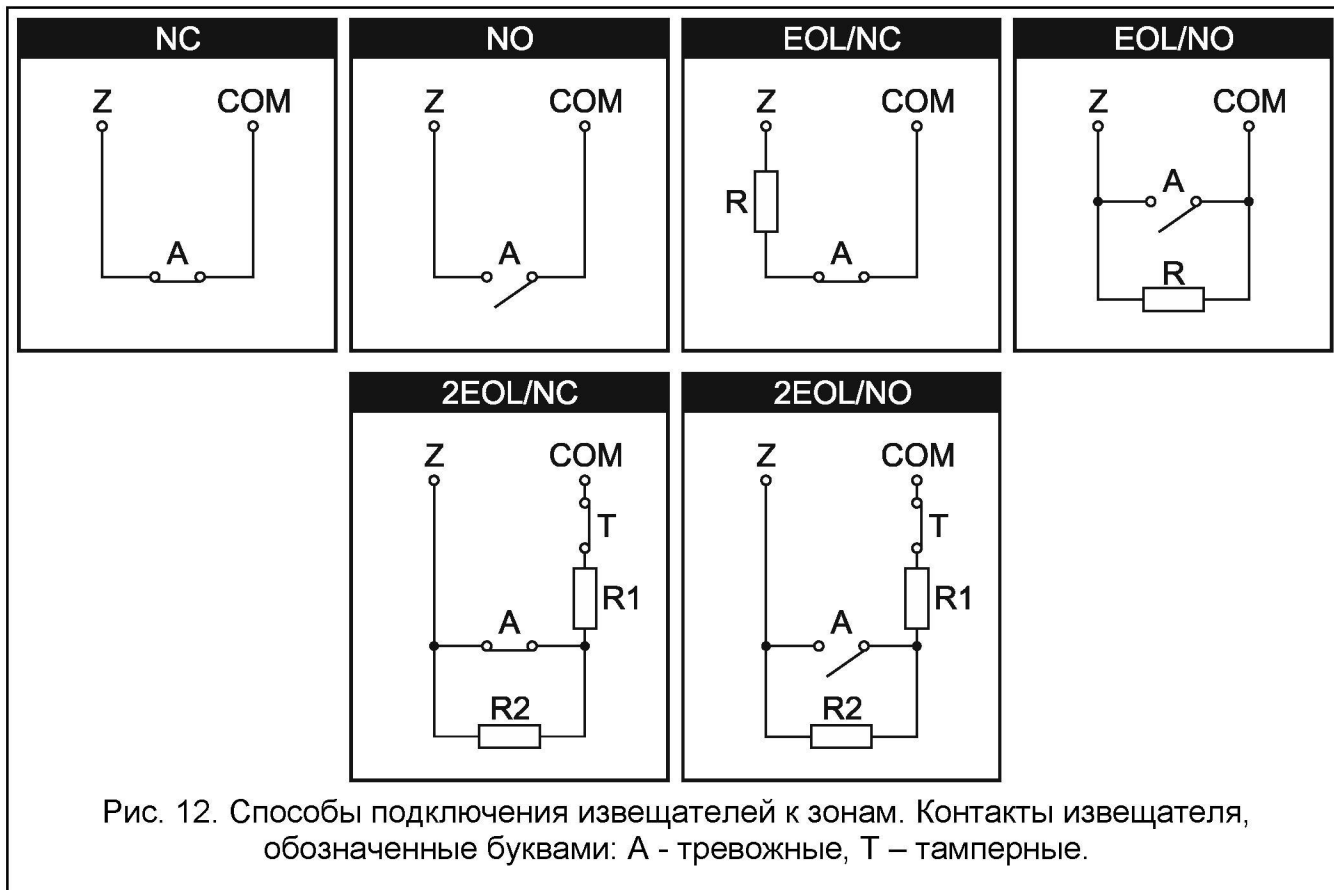 NC
NO
EOL/NC
EOL/NO
Z COM
A
Z COM
A
Z COM
R
A
Z COM
A
R
2EOL/NC
2EOL/NO
Z COM
T
R1
A
R2
Z COM
T
R1
A
R2
Рис. 12. Способы подключения извещателей к зонам. Контакты извещателя,
обозначенные буквами: А - тревожные, Т – тамперные.